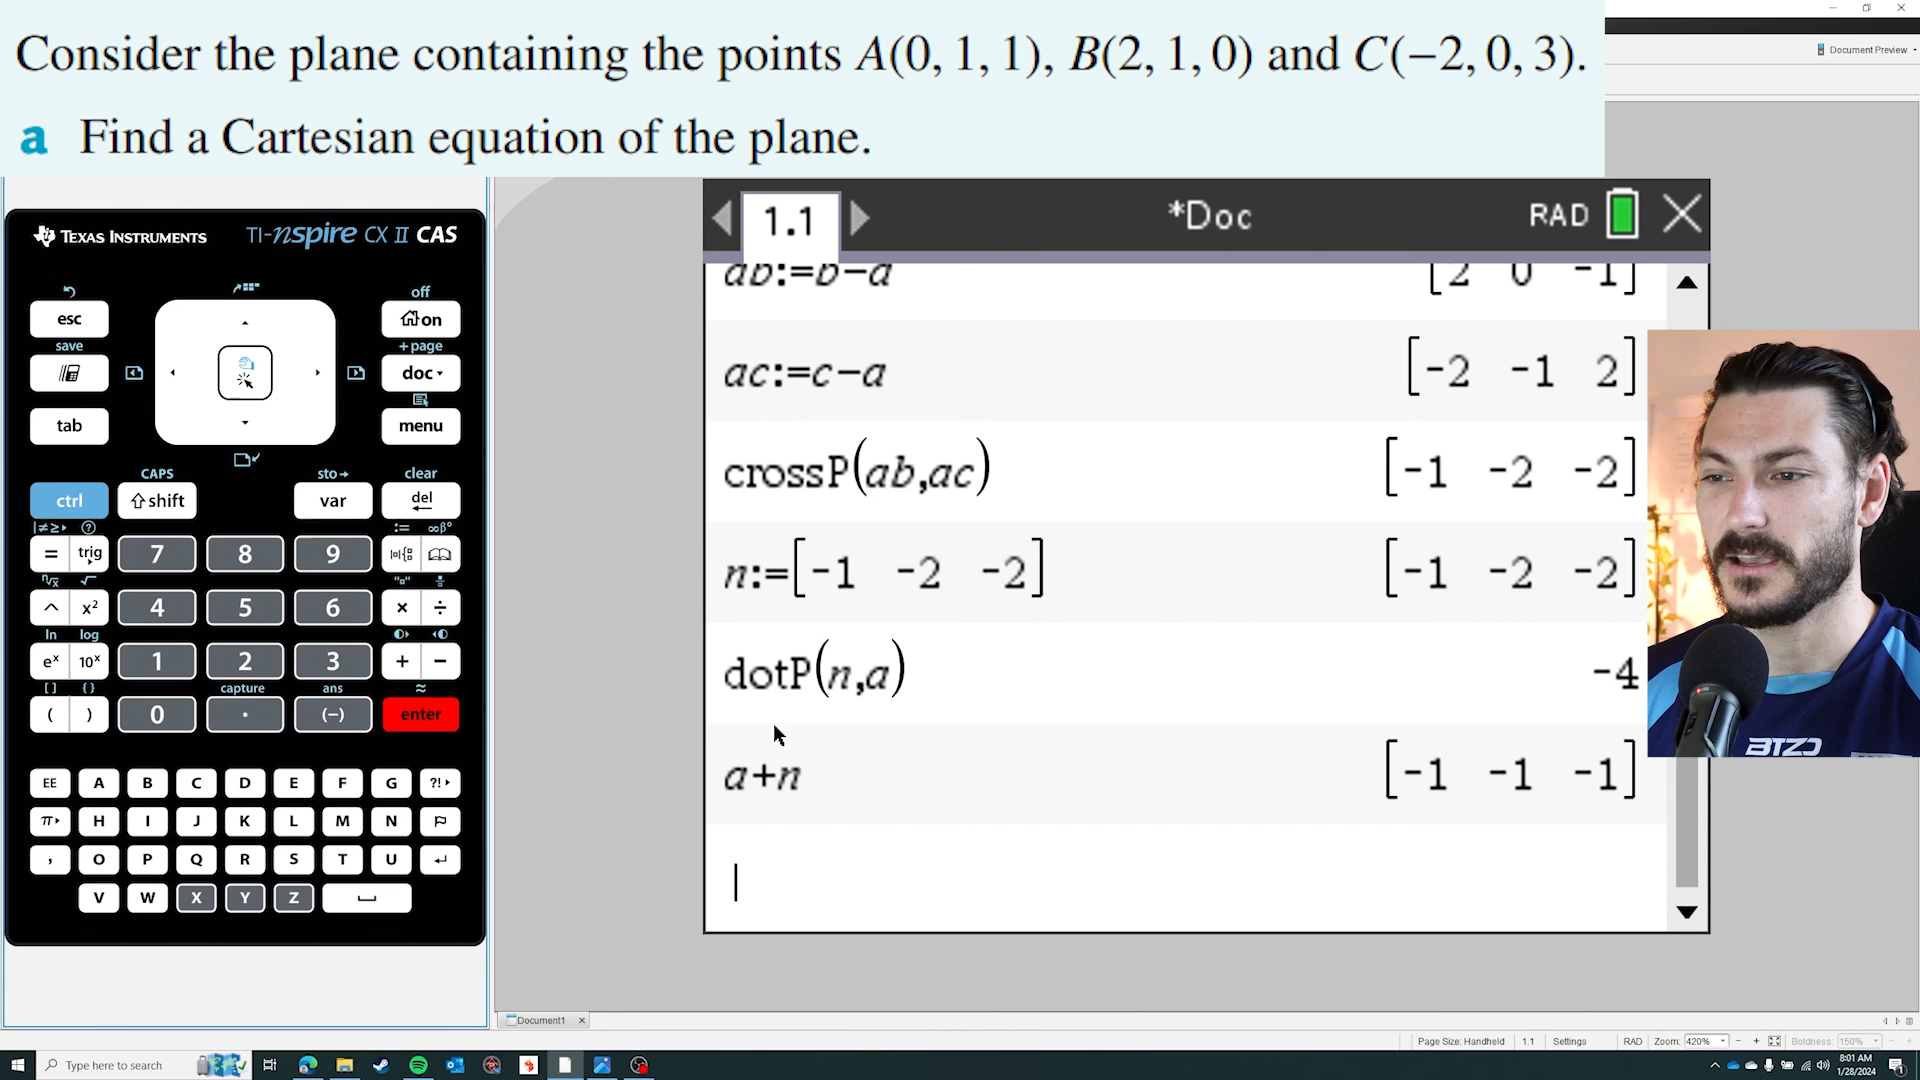 Consider the plane containing the points A(0, 1, 1), B(2, 1, 0) and C(−2, 0, 3).
a Find a Cartesian equation of the plane.
Document Preview
TEXAS INSTRUMENTS TI-nspire CX II CAS
off
esc
on
save
+page
doc
tab
menu
CAPS
sto→
clear
ctrl
shift
var
del
= trig 7 8 9
√
^ x² 4 5 6 × ÷
ln log
eˣ 10ˣ 1 2 3 + −
[] {} capture ans ≈
( ) 0 . (−) enter
EE A B C D E F G ?!
π H I J K L M N
, O P Q R S T U
V W X Y Z
1.1 *Doc RAD
ab:=b−a [2 0 -1]
ac:=c−a [-2 -1 2]
crossP(ab,ac) [-1 -2 -2]
n:=[-1 -2 -2] [-1 -2 -2]
dotP(n,a) -4
a+n [-1 -1 -1]
BTZO
Document1
Page Size: Handheld 1.1 Settings RAD Zoom: 420% − + Boldness: 150% − +
Type here to search
8:01 AM
1/28/2024